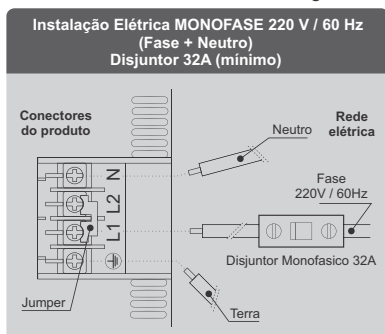 Instalação Elétrica MONOFASE 220 V / 60 Hz
(Fase + Neutro)
Disjuntor 32A (mínimo)
Conectores
do produto
Rede
elétrica
Neutro
N
L2
L1
Fase
220V / 60Hz
Disjuntor Monofasico 32A
Jumper
Terra